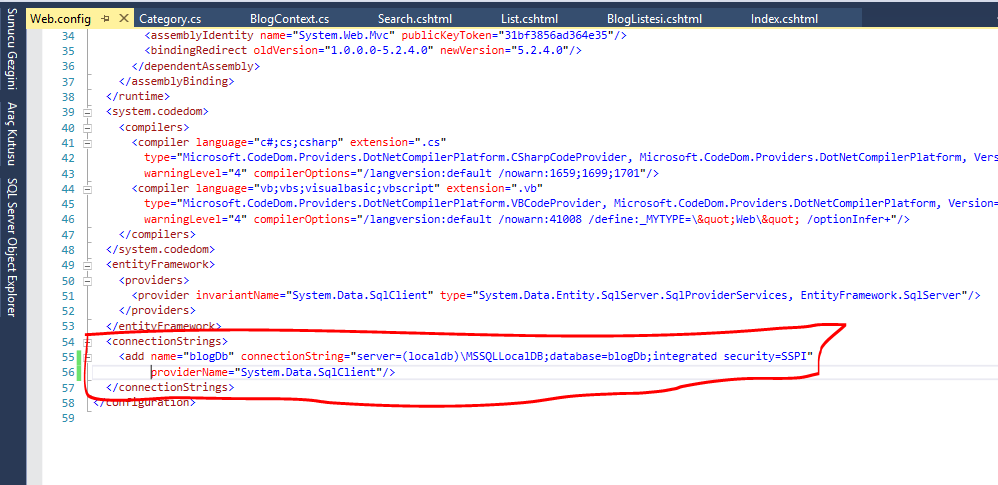 Web.config
Category.cs
BlogContext.cs
Search.cshtml
List.cshtml
BlogListesi.cshtml
Index.cshtml
Sunucu Gezgini
Araç Kutusu
SQL Server Object Explorer
34 <assemblyIdentity name="System.Web.Mvc" publicKeyToken="31bf3856ad364e35"/>
35 <bindingRedirect oldVersion="1.0.0.0-5.2.4.0" newVersion="5.2.4.0"/>
36 </dependentAssembly>
37 </assemblyBinding>
38 </runtime>
39 <system.codedom>
40 <compilers>
41 <compiler language="c#;cs;csharp" extension=".cs"
42 type="Microsoft.CodeDom.Providers.DotNetCompilerPlatform.CSharpCodeProvider, Microsoft.CodeDom.Providers.DotNetCompilerPlatform, Vers
43 warningLevel="4" compilerOptions="/langversion:default /nowarn:1659;1699;1701"/>
44 <compiler language="vb;vbs;visualbasic;vbscript" extension=".vb"
45 type="Microsoft.CodeDom.Providers.DotNetCompilerPlatform.VBCodeProvider, Microsoft.CodeDom.Providers.DotNetCompilerPlatform, Version=
46 warningLevel="4" compilerOptions="/langversion:default /nowarn:41008 /define:_MYTYPE=\&quot;Web\&quot; /optionInfer+"/>
47 </compilers>
48 </system.codedom>
49 <entityFramework>
50 <providers>
51 <provider invariantName="System.Data.SqlClient" type="System.Data.Entity.SqlServer.SqlProviderServices, EntityFramework.SqlServer"/>
52 </providers>
53 </entityFramework>
54 <connectionStrings>
55 <add name="blogDb" connectionString="server=(localdb)\MSSQLLocalDB;database=blogDb;integrated security=SSPI"
56 providerName="System.Data.SqlClient"/>
57 </connectionStrings>
58 </configuration>
59